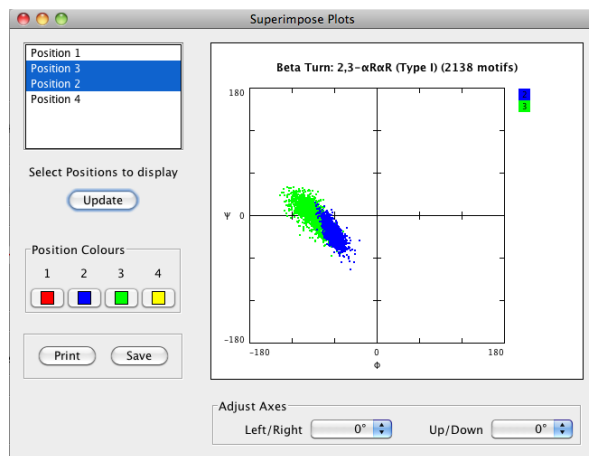 Superimpose Plots
Position 1
Position 3
Position 2
Position 4
Select Positions to display
Update
Position Colours
1 2 3 4
Print Save
Beta Turn: 2,3-αRαR (Type I) (2138 motifs)
2
3
180
Ψ 0
-180
-180 0 180
Φ
Adjust Axes
Left/Right 0° Up/Down 0°